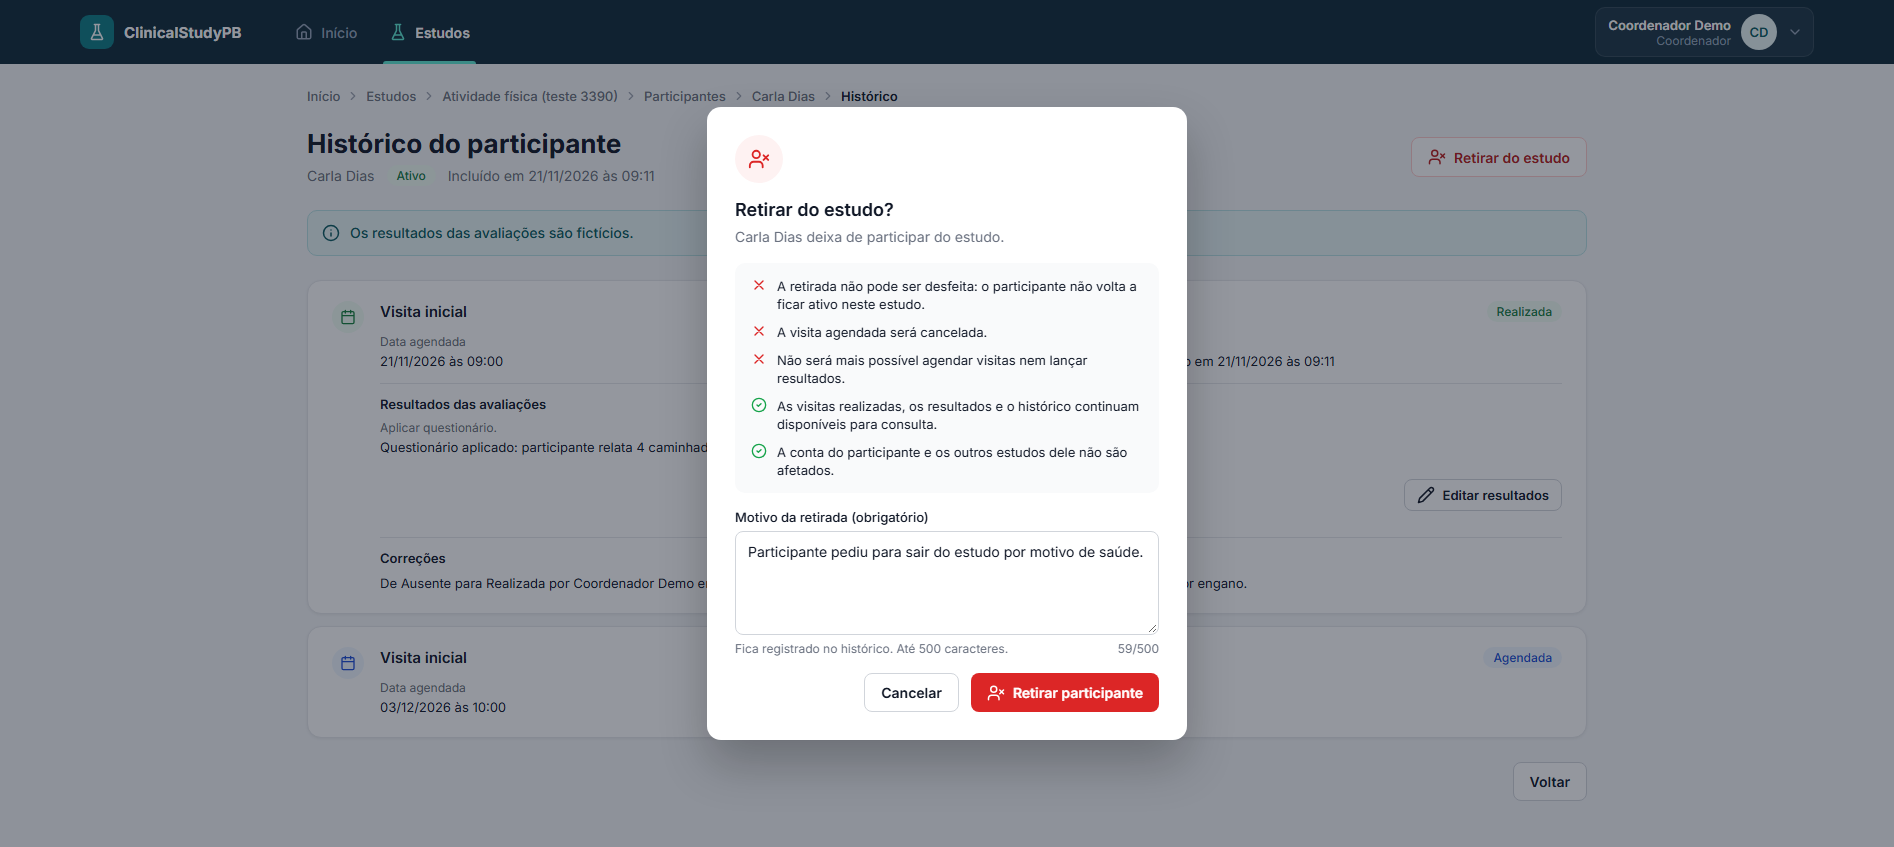 ClinicalStudyPB
Início
Estudos
Coordenador Demo
Coordenador
CD
Início > Estudos > Atividade física (teste 3390) > Participantes > Carla Dias > Histórico
Histórico do participante
Carla Dias Ativo Incluído em 21/11/2026 às 09:11
Retirar do estudo
Os resultados das avaliações são fictícios.
Visita inicial
Realizada
Data agendada
21/11/2026 às 09:00
em 21/11/2026 às 09:11
Resultados das avaliações
Aplicar questionário.
Questionário aplicado: participante relata 4
Editar resultados
Correções
De Ausente para Realizada por Coordenador Demo
engano.
Visita inicial
Agendada
Data agendada
03/12/2026 às 10:00
Voltar
Retirar do estudo?
Carla Dias deixa de participar do estudo.
A retirada não pode ser desfeita: o participante não volta a
ficar ativo neste estudo.
A visita agendada será cancelada.
Não será mais possível agendar visitas nem lançar
resultados.
As visitas realizadas, os resultados e o histórico continuam
disponíveis para consulta.
A conta do participante e os outros estudos dele não são
afetados.
Motivo da retirada (obrigatório)
Participante pediu para sair do estudo por motivo de saúde.
Fica registrado no histórico. Até 500 caracteres.
59/500
Cancelar
Retirar participante